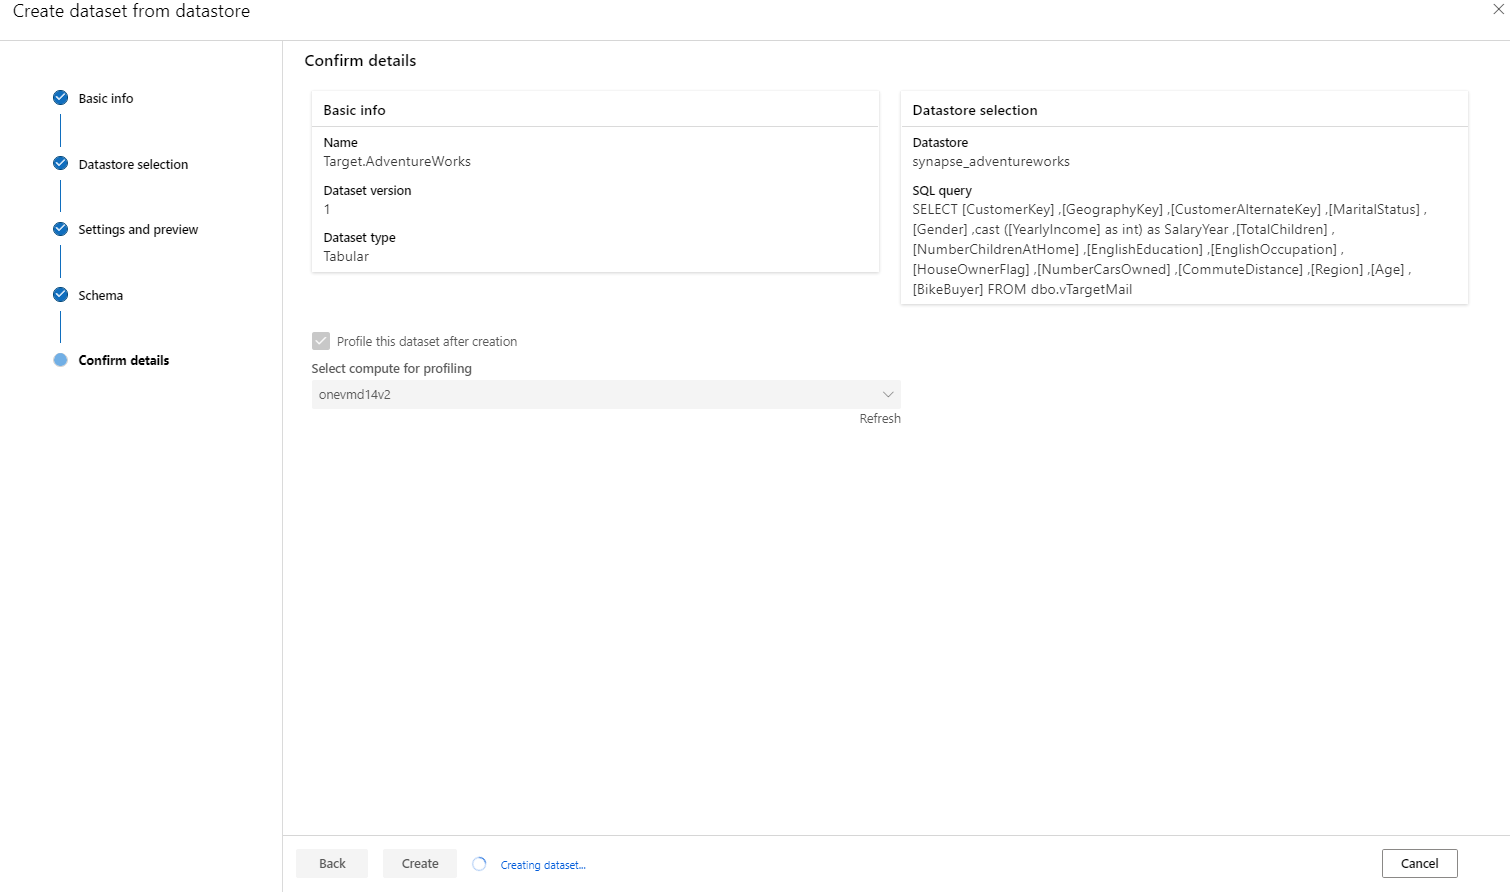 Create dataset from datastore
Basic info
Datastore selection
Settings and preview
Schema
Confirm details
Confirm details
Basic info
Name
Target.AdventureWorks
Dataset version
1
Dataset type
Tabular
Datastore selection
Datastore
synapse_adventureworks
SQL query
SELECT [CustomerKey] ,[GeographyKey] ,[CustomerAlternateKey] ,[MaritalStatus] ,
[Gender] ,cast ([YearlyIncome] as int) as SalaryYear ,[TotalChildren] ,
[NumberChildrenAtHome] ,[EnglishEducation] ,[EnglishOccupation] ,
[HouseOwnerFlag] ,[NumberCarsOwned] ,[CommuteDistance] ,[Region] ,[Age] ,
[BikeBuyer] FROM dbo.vTargetMail
Profile this dataset after creation
Select compute for profiling
onevmd14v2
Refresh
Back
Create
Creating dataset...
Cancel